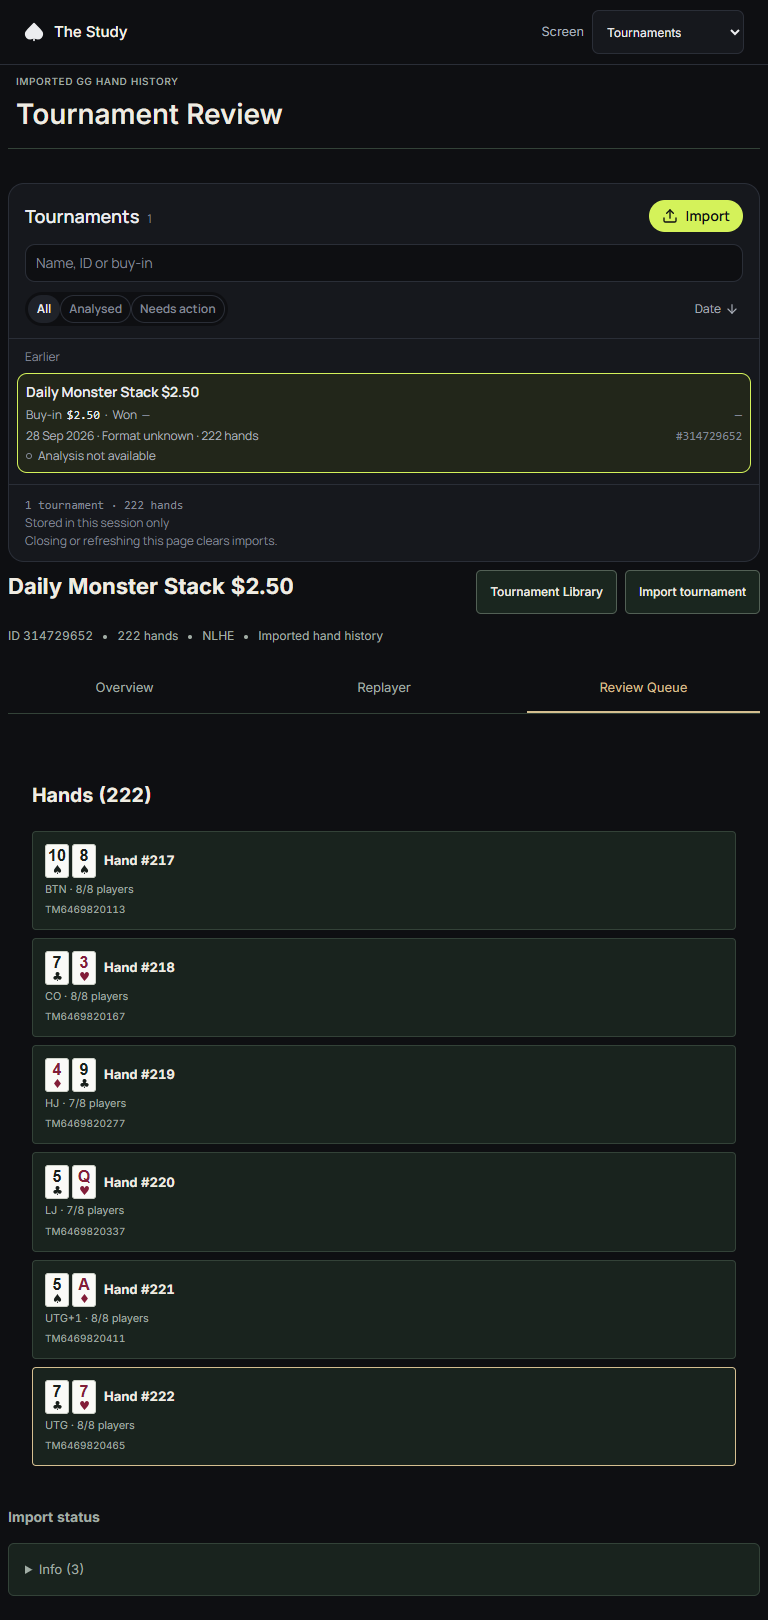 The Study
Screen
Tournaments
IMPORTED GG HAND HISTORY
Tournament Review
Tournaments 1
Import
Name, ID or buy-in
All
Analysed
Needs action
Date ↓
Earlier
Daily Monster Stack $2.50
Buy-in $2.50 · Won —
—
28 Sep 2026 · Format unknown · 222 hands
#314729652
Analysis not available
1 tournament · 222 hands
Stored in this session only
Closing or refreshing this page clears imports.
Daily Monster Stack $2.50
Tournament Library
Import tournament
ID 314729652 • 222 hands • NLHE • Imported hand history
Overview
Replayer
Review Queue
Hands (222)
10♠ 8♠ Hand #217
BTN · 8/8 players
TM6469820113
7♣ 3♥ Hand #218
CO · 8/8 players
TM6469820167
4♦ 9♣ Hand #219
HJ · 7/8 players
TM6469820277
5♣ Q♥ Hand #220
LJ · 7/8 players
TM6469820337
5♠ A♦ Hand #221
UTG+1 · 8/8 players
TM6469820411
7♣ 7♥ Hand #222
UTG · 8/8 players
TM6469820465
Import status
▶ Info (3)